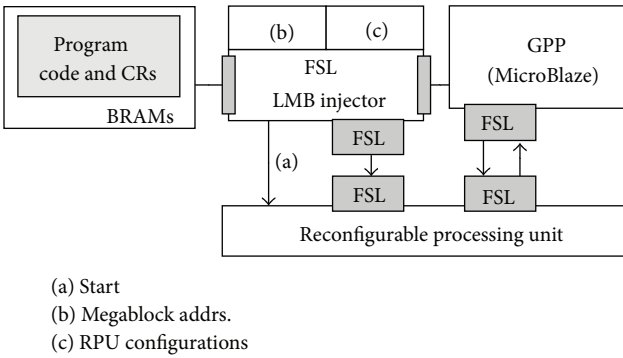 Program
code and CRs
BRAMs
(b)
(c)
FSL
LMB injector
GPP
(MicroBlaze)
FSL
FSL
(a)
FSL
FSL
Reconfigurable processing unit
(a) Start
(b) Megablock addrs.
(c) RPU configurations